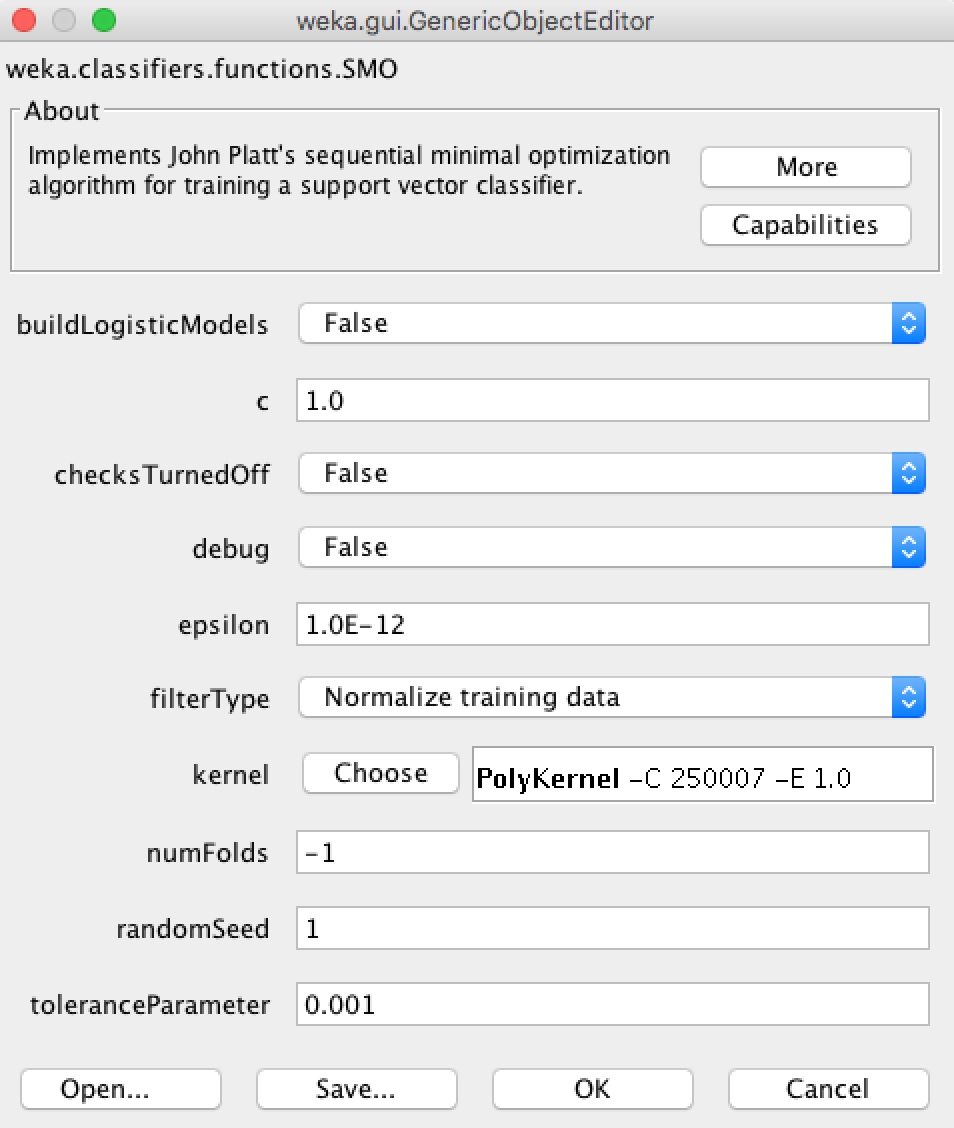 weka.gui.GenericObjectEditor
weka.classifiers.functions.SMO
About
Implements John Platt's sequential minimal optimization
algorithm for training a support vector classifier.
More
Capabilities
buildLogisticModels False
c 1.0
checksTurnedOff False
debug False
epsilon 1.0E-12
filterType Normalize training data
kernel Choose PolyKernel -C 250007 -E 1.0
numFolds -1
randomSeed 1
toleranceParameter 0.001
Open... Save... OK Cancel